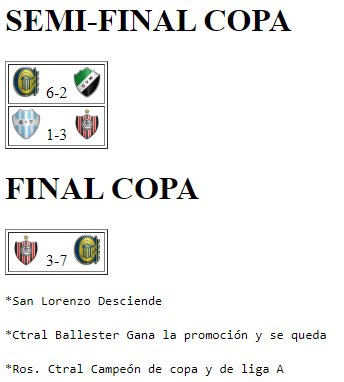 SEMI-FINAL COPA
6-2
1-3
FINAL COPA
3-7
*San Lorenzo Desciende
*Ctral Ballester Gana la promoción y se queda
*Ros. Ctral Campeón de copa y de liga A